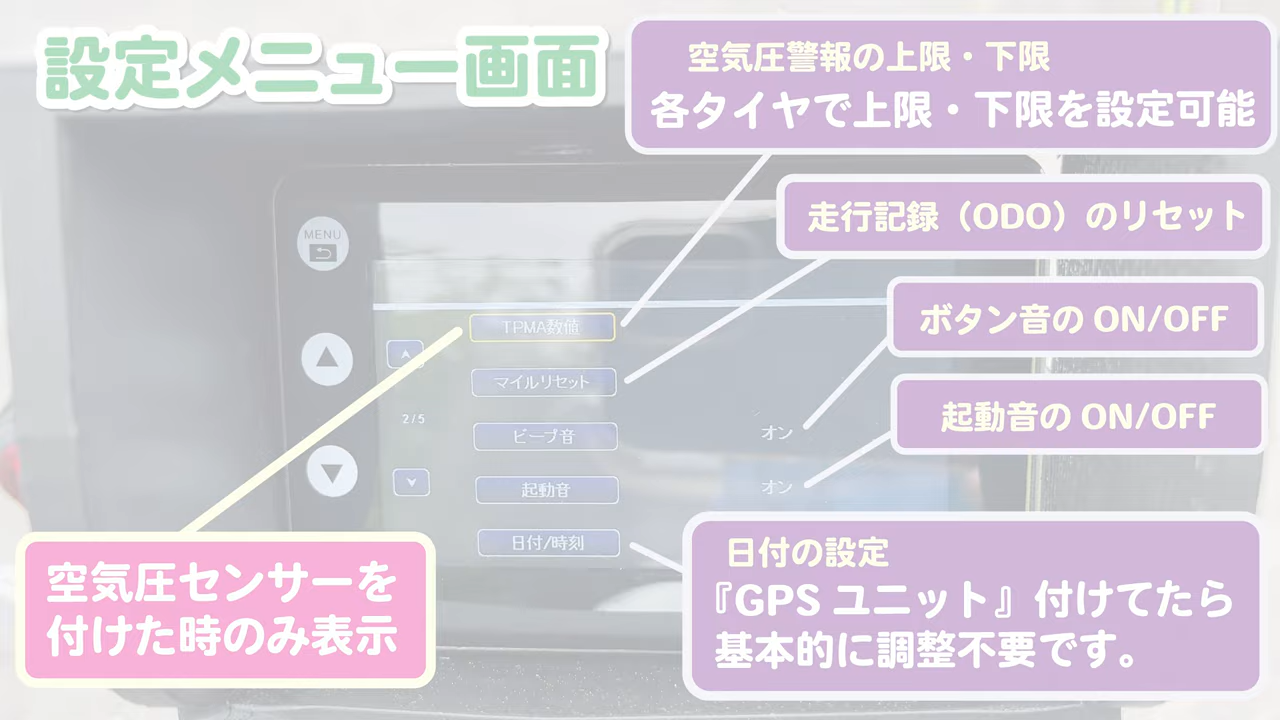 設定メニュー画面
空気圧警報の上限・下限
各タイヤで上限・下限を設定可能
走行記録（ODO）のリセット
ボタン音の ON/OFF
起動音の ON/OFF
MENU
TPMA数値
マイルリセット
2/5
ビープ音
オン
起動音
オン
日付/時刻
空気圧センサーを
付けた時のみ表示
日付の設定
『GPS ユニット』付けてたら
基本的に調整不要です。